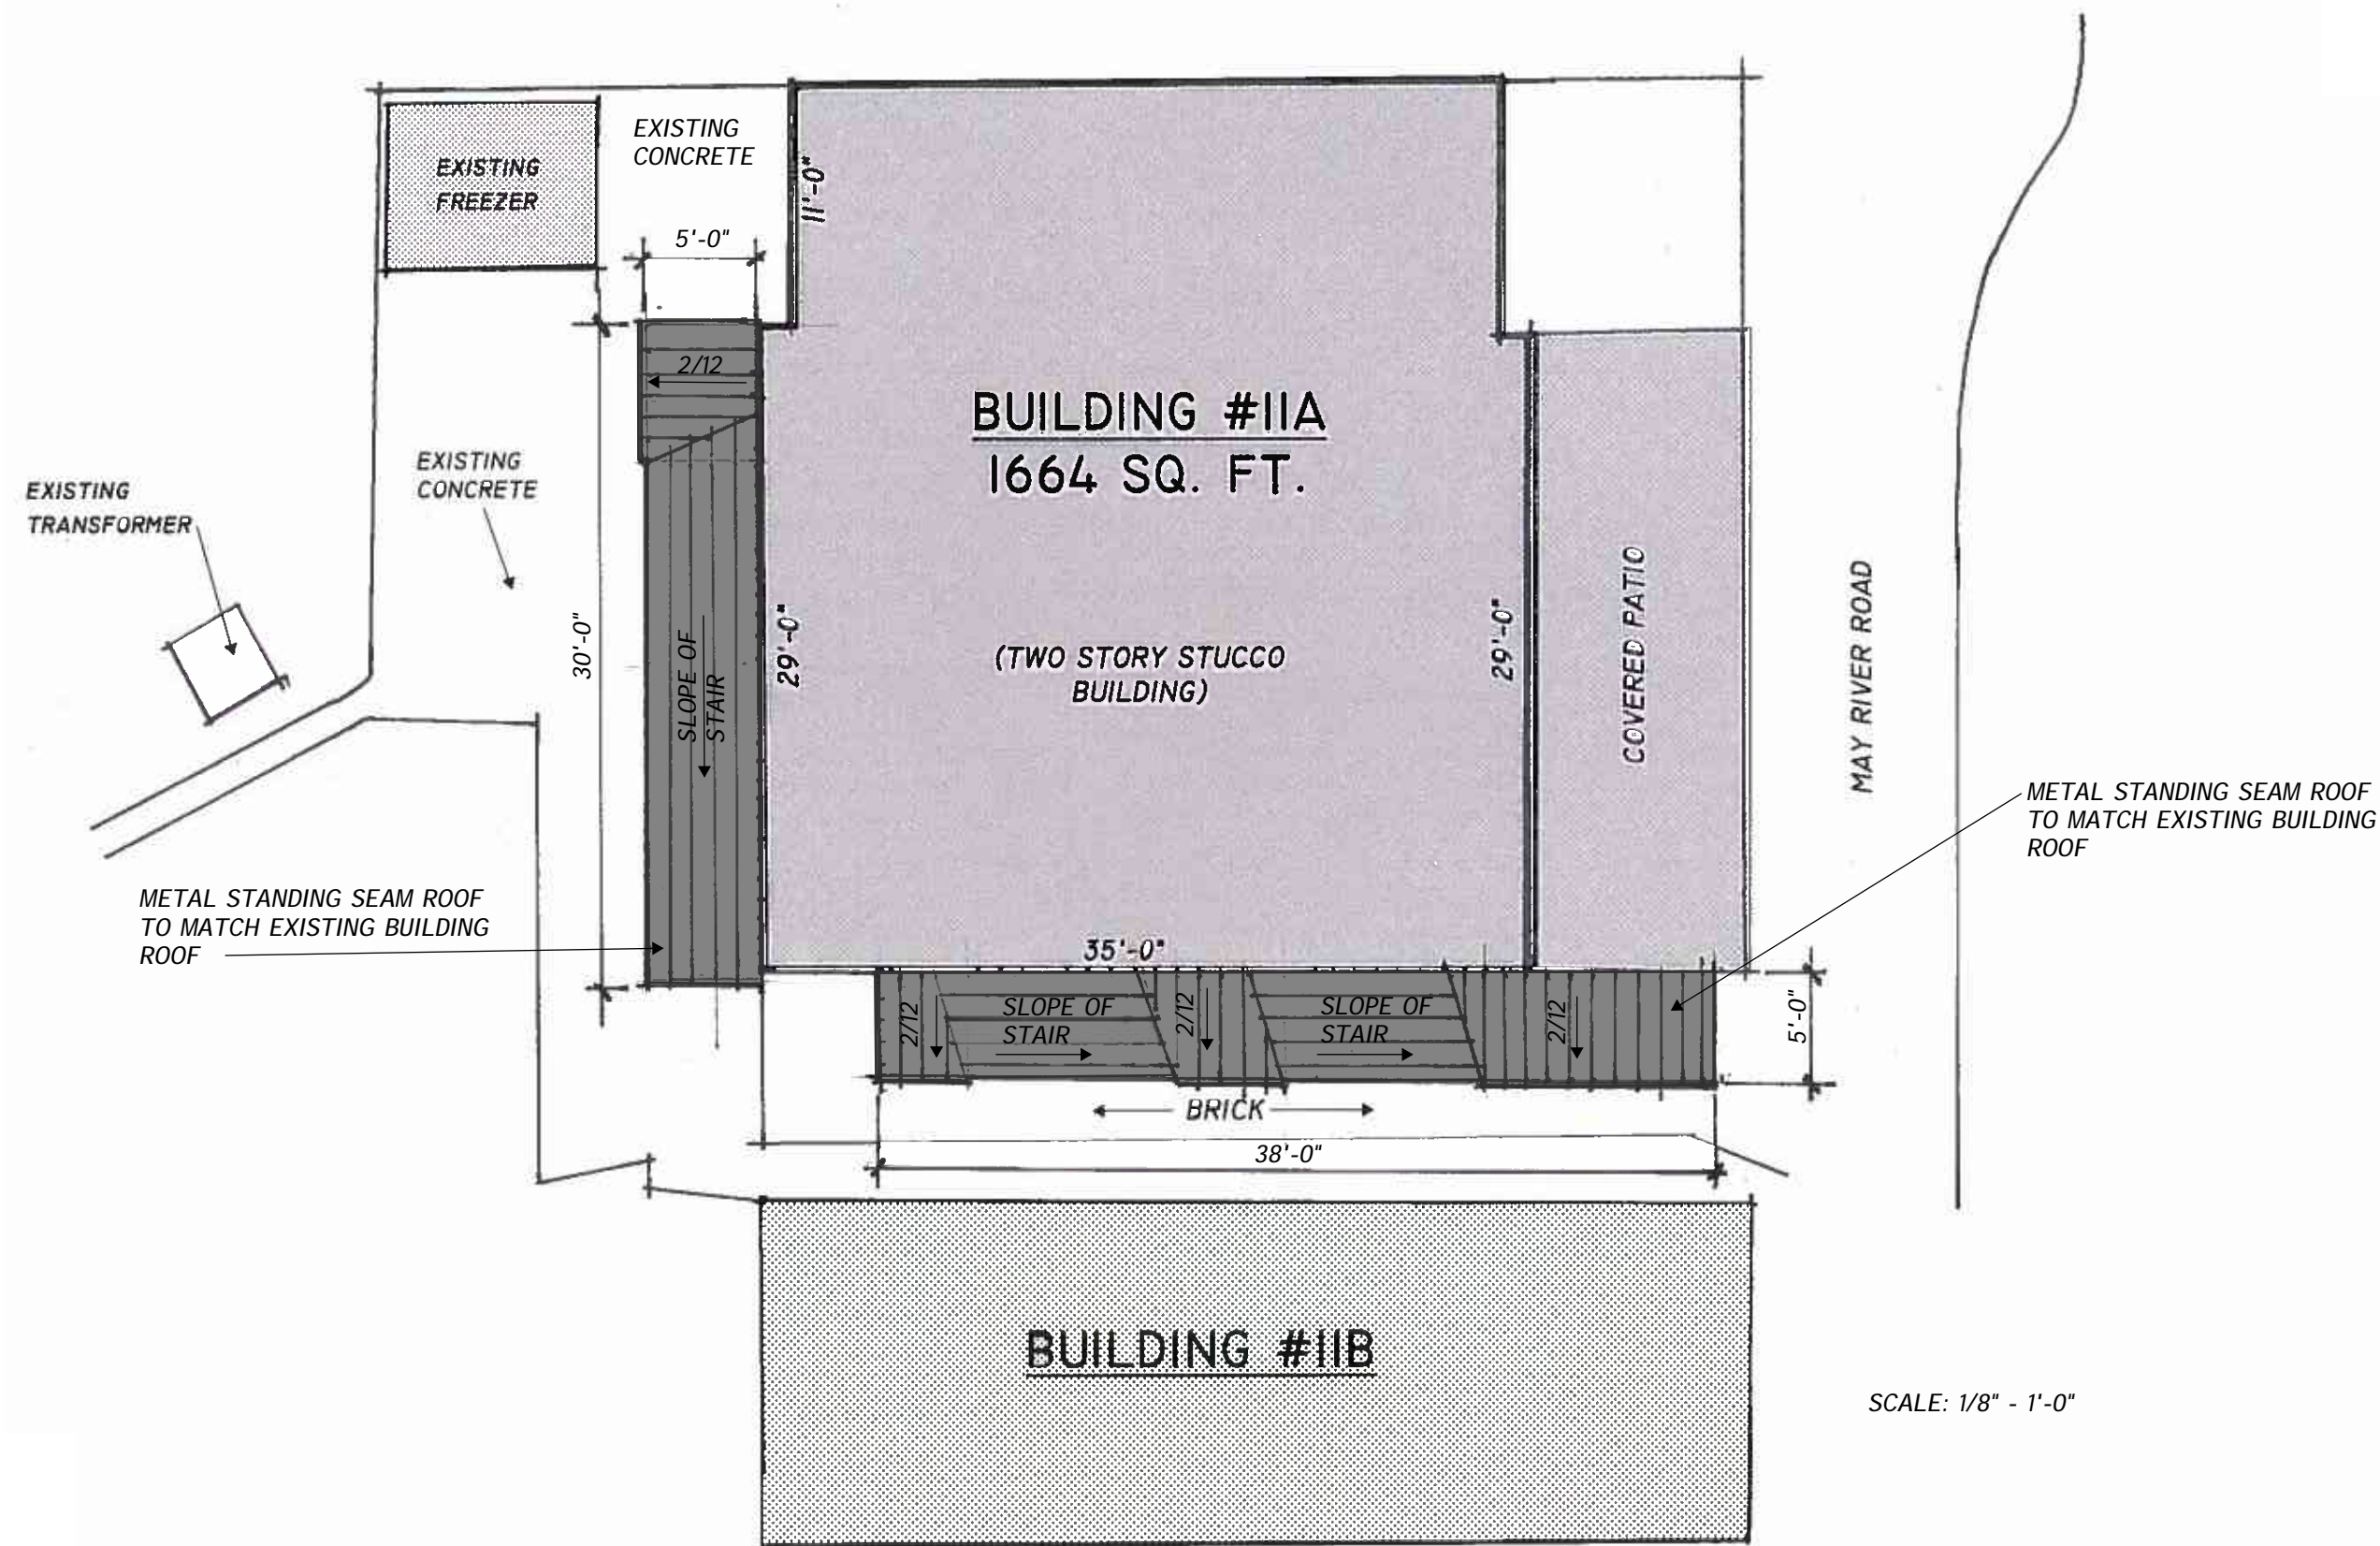 EXISTING
FREEZER
EXISTING
CONCRETE
11'-0"
5'-0"
2/12
BUILDING #11A
1664 SQ. FT.
(TWO STORY STUCCO
BUILDING)
EXISTING
TRANSFORMER
EXISTING
CONCRETE
30'-0"
SLOPE OF
STAIR
29'-0"
29'-0"
COVERED PATIO
MAY RIVER ROAD
METAL STANDING SEAM ROOF
TO MATCH EXISTING BUILDING
ROOF
METAL STANDING SEAM ROOF
TO MATCH EXISTING BUILDING
ROOF
35'-0"
2/12
SLOPE OF
STAIR
2/12
SLOPE OF
STAIR
2/12
5'-0"
BRICK
38'-0"
BUILDING #11B
SCALE: 1/8" - 1'-0"